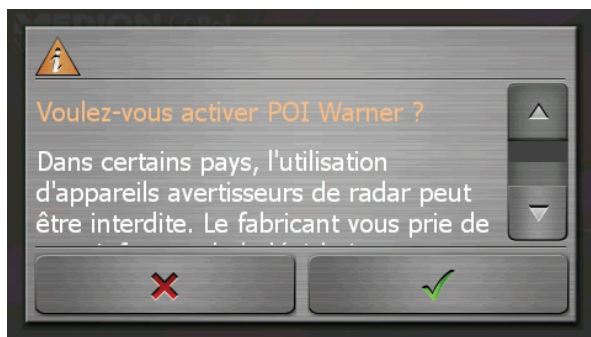 Voulez-vous activer POI Warner ?
Dans certains pays, l'utilisation
d'appareils avertisseurs de radar peut
être interdite. Le fabricant vous prie de